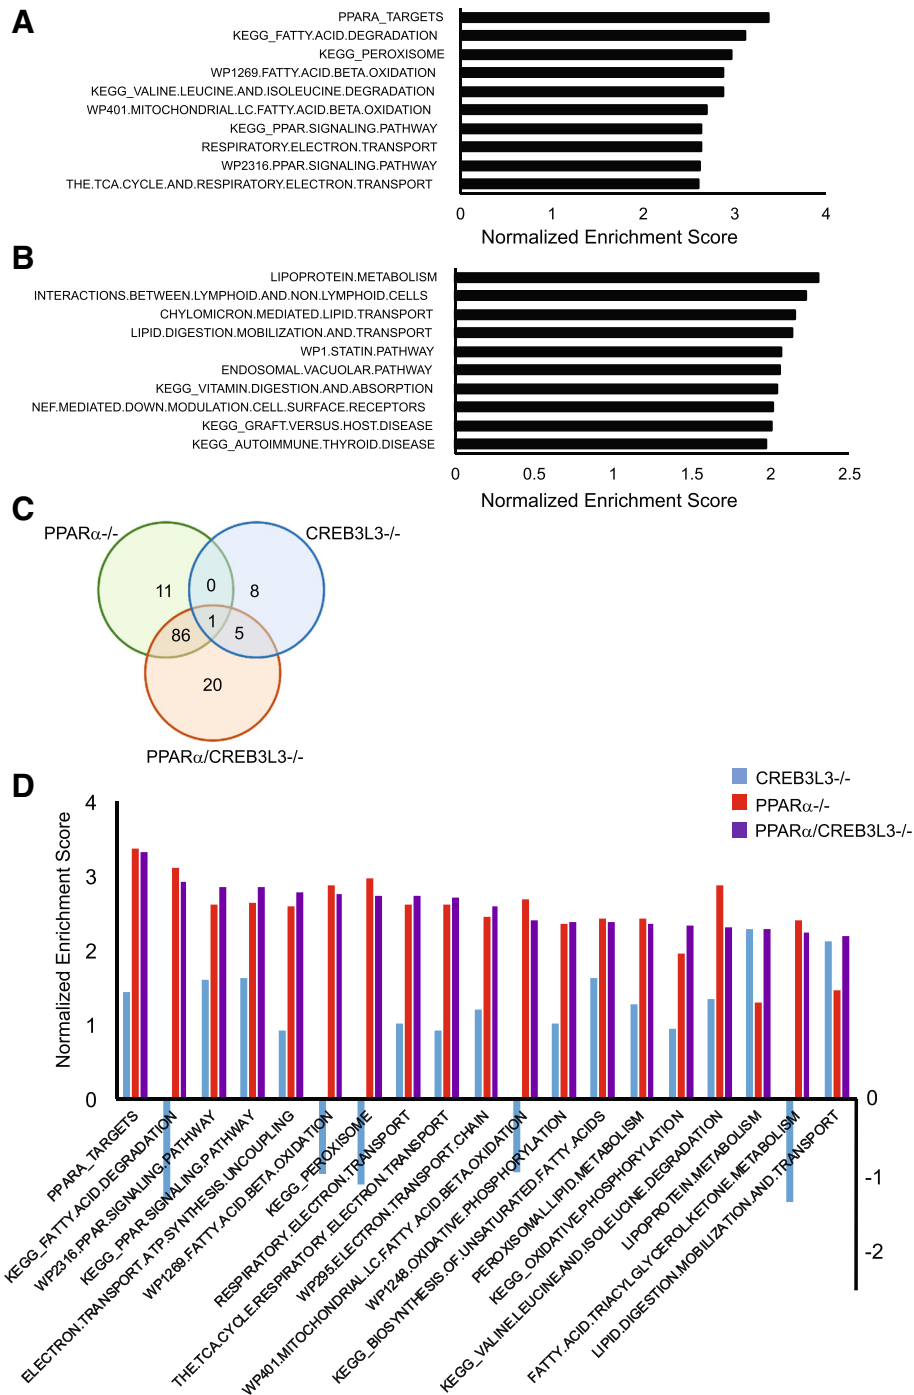 A
PPARA_TARGETS
KEGG_FATTY.ACID.DEGRADATION
KEGG_PEROXISOME
WP1269.FATTY.ACID.BETA.OXIDATION
KEGG_VALINE.LEUCINE.AND.ISOLEUCINE.DEGRADATION
WP401.MITOCHONDRIAL.LC.FATTY.ACID.BETA.OXIDATION
KEGG_PPAR.SIGNALING.PATHWAY
RESPIRATORY.ELECTRON.TRANSPORT
WP2316.PPAR.SIGNALING.PATHWAY
THE.TCA.CYCLE.AND.RESPIRATORY.ELECTRON.TRANSPORT
0 1 2 3 4
Normalized Enrichment Score
B
LIPOPROTEIN.METABOLISM
INTERACTIONS.BETWEEN.LYMPHOID.AND.NON.LYMPHOID.CELLS
CHYLOMICRON.MEDIATED.LIPID.TRANSPORT
LIPID.DIGESTION.MOBILIZATION.AND.TRANSPORT
WP1.STATIN.PATHWAY
ENDOSOMAL.VACUOLAR.PATHWAY
KEGG_VITAMIN.DIGESTION.AND.ABSORPTION
NEF.MEDIATED.DOWN.MODULATION.CELL.SURFACE.RECEPTORS
KEGG_GRAFT.VERSUS.HOST.DISEASE
KEGG_AUTOIMMUNE.THYROID.DISEASE
0 0.5 1 1.5 2 2.5
Normalized Enrichment Score
C
PPARα-/- CREB3L3-/-
11 0 8
1
86 5
20
PPARα/CREB3L3-/-
D
CREB3L3-/-
PPARα-/-
PPARα/CREB3L3-/-
Normalized Enrichment Score
4
3
2
1
0
0
-1
-2
PPARA_TARGETS
KEGG_FATTY.ACID.DEGRADATION
WP2316.PPAR.SIGNALING.PATHWAY
KEGG_PPAR.SIGNALING.PATHWAY
ELECTRON.TRANSPORT.ATP.SYNTHESIS.UNCOUPLING
WP1269.FATTY.ACID.BETA.OXIDATION
KEGG_PEROXISOME
RESPIRATORY.ELECTRON.TRANSPORT
THE.TCA.CYCLE.RESPIRATORY.ELECTRON.TRANSPORT
WP295.ELECTRON.TRANSPORT.CHAIN
WP401.MITOCHONDRIAL.LC.FATTY.ACID.BETA.OXIDATION
WP1248.OXIDATIVE.PHOSPHORYLATION
KEGG_BIOSYNTHESIS.OF.UNSATURATED.FATTY.ACIDS
PEROXISOMAL.LIPID.METABOLISM
KEGG_OXIDATIVE.PHOSPHORYLATION
KEGG_VALINE.LEUCINE.AND.ISOLEUCINE.DEGRADATION
LIPOPROTEIN.METABOLISM
FATTY.ACID.TRIACYLGLYCEROL.KETONE.METABOLISM
LIPID.DIGESTION.MOBILIZATION.AND.TRANSPORT